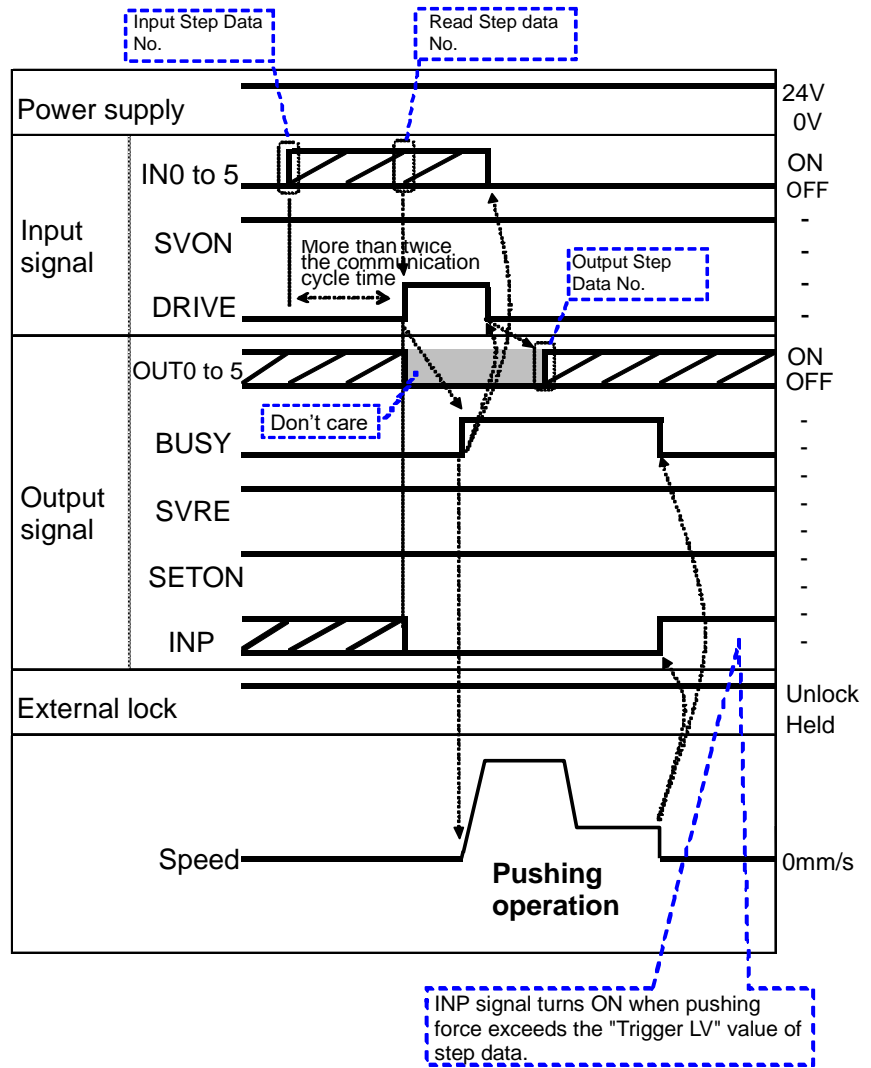 Input Step Data
No.
Read Step data
No.
Power supply
24V
0V
Input
signal
IN0 to 5
ON
OFF
SVON
-
-
More than twice
the communication
cycle time
DRIVE
-
-
Output Step
Data No.
Output
signal
OUT0 to 5
ON
OFF
Don't care
BUSY
-
-
SVRE
-
-
SETON
-
-
INP
-
-
External lock
Unlock
Held
Speed
0mm/s
Pushing
operation
INP signal turns ON when pushing
force exceeds the "Trigger LV" value of
step data.